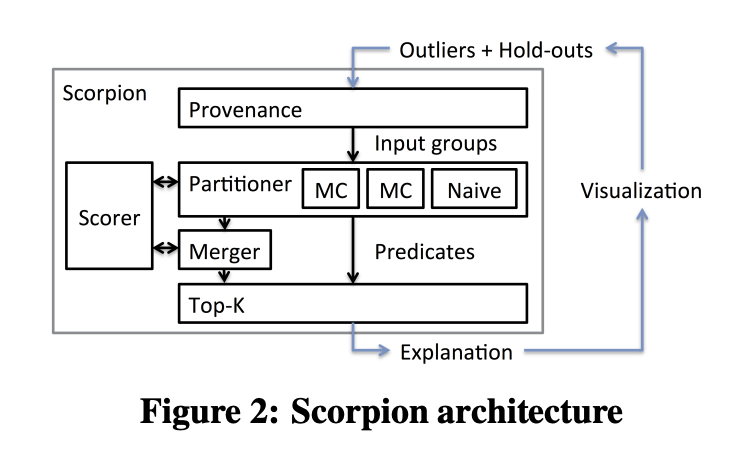 Outliers + Hold-outs
Scorpion
Provenance
Input groups
Partitioner MC MC Naive
Visualization
Scorer
Merger
Predicates
Top-K
Explanation
Figure 2: Scorpion architecture